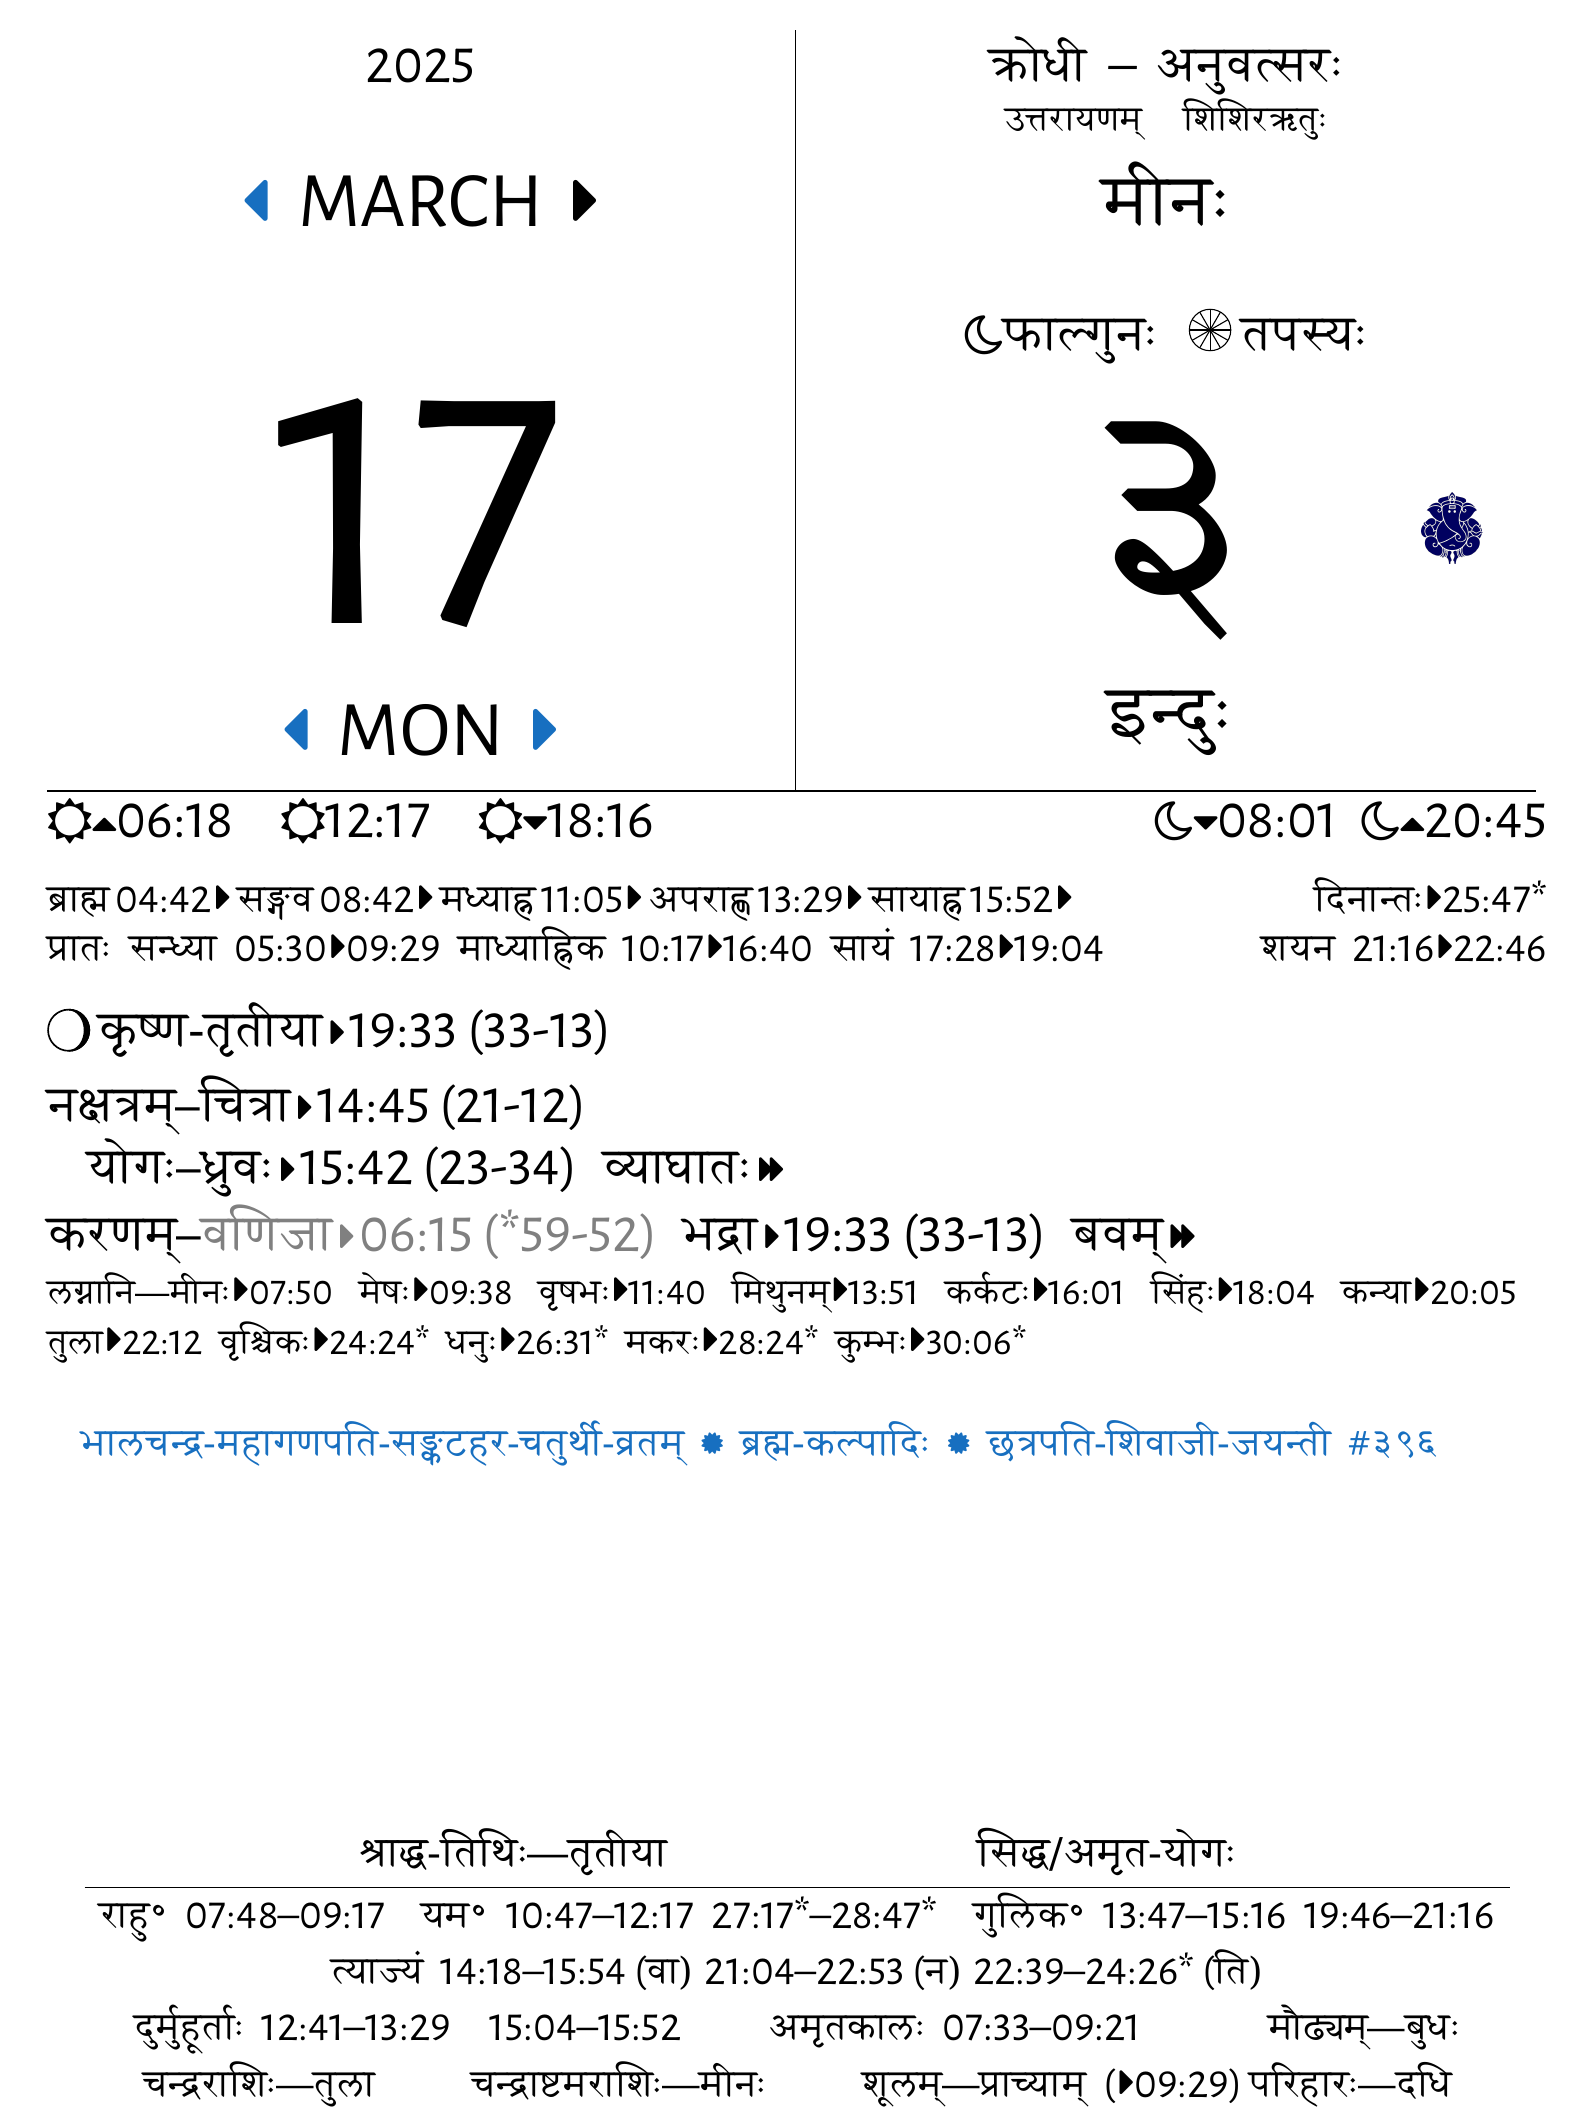 2025
MARCH
17
MON
क्रोधी – अनुवत्सरः
उत्तरायणम् शिशिरऋतुः
मीनः
फाल्गुनः तपस्यः
३
इन्दुः
06:18 12:17 18:16 08:01 20:45
ब्राह्म 04:42 सङ्गव 08:42 मध्याह्न 11:05 अपराह्ण 13:29 सायाह्न 15:52 दिनान्तः 25:47*
प्रातः सन्ध्या 05:30 09:29 माध्याह्निक 10:17 16:40 सायं 17:28 19:04 शयन 21:16 22:46
कृष्ण-तृतीया 19:33 (33-13)
नक्षत्रम्–चित्रा 14:45 (21-12)
योगः–ध्रुवः 15:42 (23-34) व्याघातः
करणम्–वणिजा 06:15 (*59-52) भद्रा 19:33 (33-13) बवम्
लग्नानि—मीनः 07:50 मेषः 09:38 वृषभः 11:40 मिथुनम् 13:51 कर्कटः 16:01 सिंहः 18:04 कन्या 20:05
तुला 22:12 वृश्चिकः 24:24* धनुः 26:31* मकरः 28:24* कुम्भः 30:06*
भालचन्द्र-महागणपति-सङ्कटहर-चतुर्थी-व्रतम् ✹ ब्रह्म-कल्पादिः ✹ छत्रपति-शिवाजी-जयन्ती #३९६
श्राद्ध-तिथिः—तृतीया सिद्ध/अमृत-योगः
राहु॰ 07:48–09:17 यम॰ 10:47–12:17 27:17*–28:47* गुलिक॰ 13:47–15:16 19:46–21:16
त्याज्यं 14:18–15:54 (वा) 21:04–22:53 (न) 22:39–24:26* (ति)
दुर्मुहूर्ताः 12:41–13:29 15:04–15:52 अमृतकालः 07:33–09:21 मौढ्यम्—बुधः
चन्द्रराशिः—तुला चन्द्राष्टमराशिः—मीनः शूलम्—प्राच्याम् (09:29) परिहारः—दधि